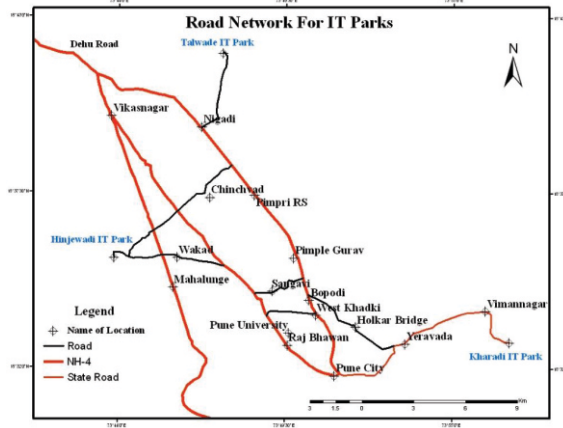 Road Network For IT Parks
Dehu Road
Talwade IT Park
N
Vikasnagar
Nigadi
Chinchvad
Pimpri RS
Hinjewadi IT Park
Wakad
Pimple Gurav
Mahalunge
Sangavi
Bopodi
Legend
West Khadki
Vimannagar
Name of Location
Pune University
Holkar Bridge
Road
Raj Bhawan
Yeravada
NH-4
Kharadi IT Park
State Road
Pune City
3 1.5 0 3 6 9 Km